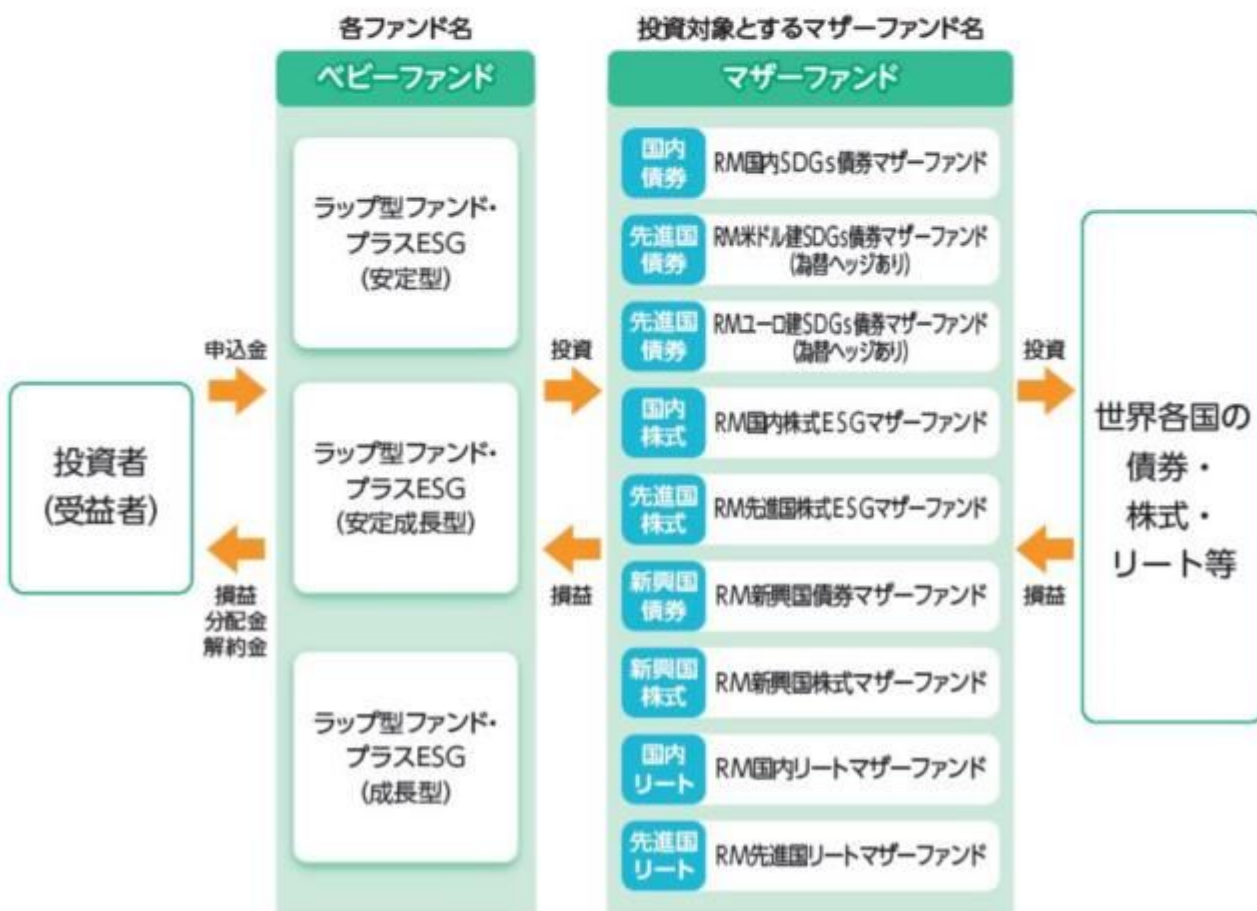 各ファンド名
投資対象とするマザーファンド名
ベビーファンド
マザーファンド
投資者
(受益者)
申込金
損益
分配金
解約金
ラップ型ファンド・
プラスESG
(安定型)
ラップ型ファンド・
プラスESG
(安定成長型)
ラップ型ファンド・
プラスESG
(成長型)
投資
損益
国内
債券
RM国内SDGs債券マザーファンド
先進国
債券
RM米ドル建SDGs債券マザーファンド
(為替ヘッジあり)
先進国
債券
RMユーロ建SDGs債券マザーファンド
(為替ヘッジあり)
国内
株式
RM国内株式ESGマザーファンド
先進国
株式
RM先進国株式ESGマザーファンド
新興国
債券
RM新興国債券マザーファンド
新興国
株式
RM新興国株式マザーファンド
国内
リート
RM国内リートマザーファンド
先進国
リート
RM先進国リートマザーファンド
投資
損益
世界各国の
債券・
株式・
リート等